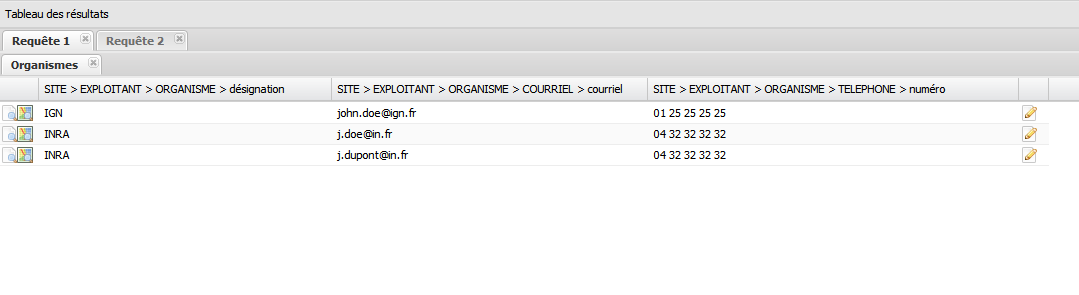 Tableau des résultats
Requête 1 Requête 2
Organismes
SITE > EXPLOITANT > ORGANISME > désignation SITE > EXPLOITANT > ORGANISME > COURRIEL > courriel SITE > EXPLOITANT > ORGANISME > TELEPHONE > numéro
IGN john.doe@ign.fr 01 25 25 25 25
INRA j.doe@in.fr 04 32 32 32 32
INRA j.dupont@in.fr 04 32 32 32 32